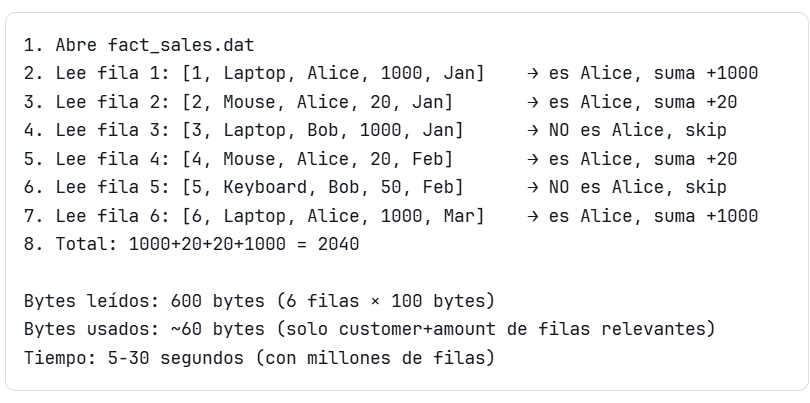 1. Abre fact_sales.dat
2. Lee fila 1: [1, Laptop, Alice, 1000, Jan]    → es Alice, suma +1000
3. Lee fila 2: [2, Mouse, Alice, 20, Jan]       → es Alice, suma +20
4. Lee fila 3: [3, Laptop, Bob, 1000, Jan]      → NO es Alice, skip
5. Lee fila 4: [4, Mouse, Alice, 20, Feb]       → es Alice, suma +20
6. Lee fila 5: [5, Keyboard, Bob, 50, Feb]      → NO es Alice, skip
7. Lee fila 6: [6, Laptop, Alice, 1000, Mar]    → es Alice, suma +1000
8. Total: 1000+20+20+1000 = 2040
Bytes leídos: 600 bytes (6 filas × 100 bytes)
Bytes usados: ~60 bytes (solo customer+amount de filas relevantes)
Tiempo: 5-30 segundos (con millones de filas)